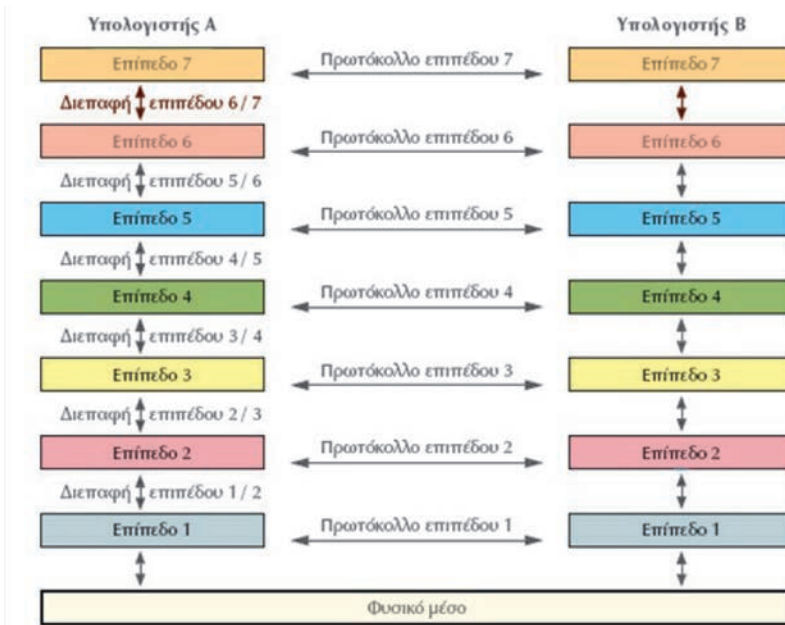 Υπολογιστής Α Υπολογιστής Β
Επίπεδο 7 Πρωτόκολλο επιπέδου 7 Επίπεδο 7
Διεπαφή επιπέδου 6 / 7
Επίπεδο 6 Πρωτόκολλο επιπέδου 6 Επίπεδο 6
Διεπαφή επιπέδου 5 / 6
Επίπεδο 5 Πρωτόκολλο επιπέδου 5 Επίπεδο 5
Διεπαφή επιπέδου 4 / 5
Επίπεδο 4 Πρωτόκολλο επιπέδου 4 Επίπεδο 4
Διεπαφή επιπέδου 3 / 4
Επίπεδο 3 Πρωτόκολλο επιπέδου 3 Επίπεδο 3
Διεπαφή επιπέδου 2 / 3
Επίπεδο 2 Πρωτόκολλο επιπέδου 2 Επίπεδο 2
Διεπαφή επιπέδου 1 / 2
Επίπεδο 1 Πρωτόκολλο επιπέδου 1 Επίπεδο 1
Φυσικό μέσο